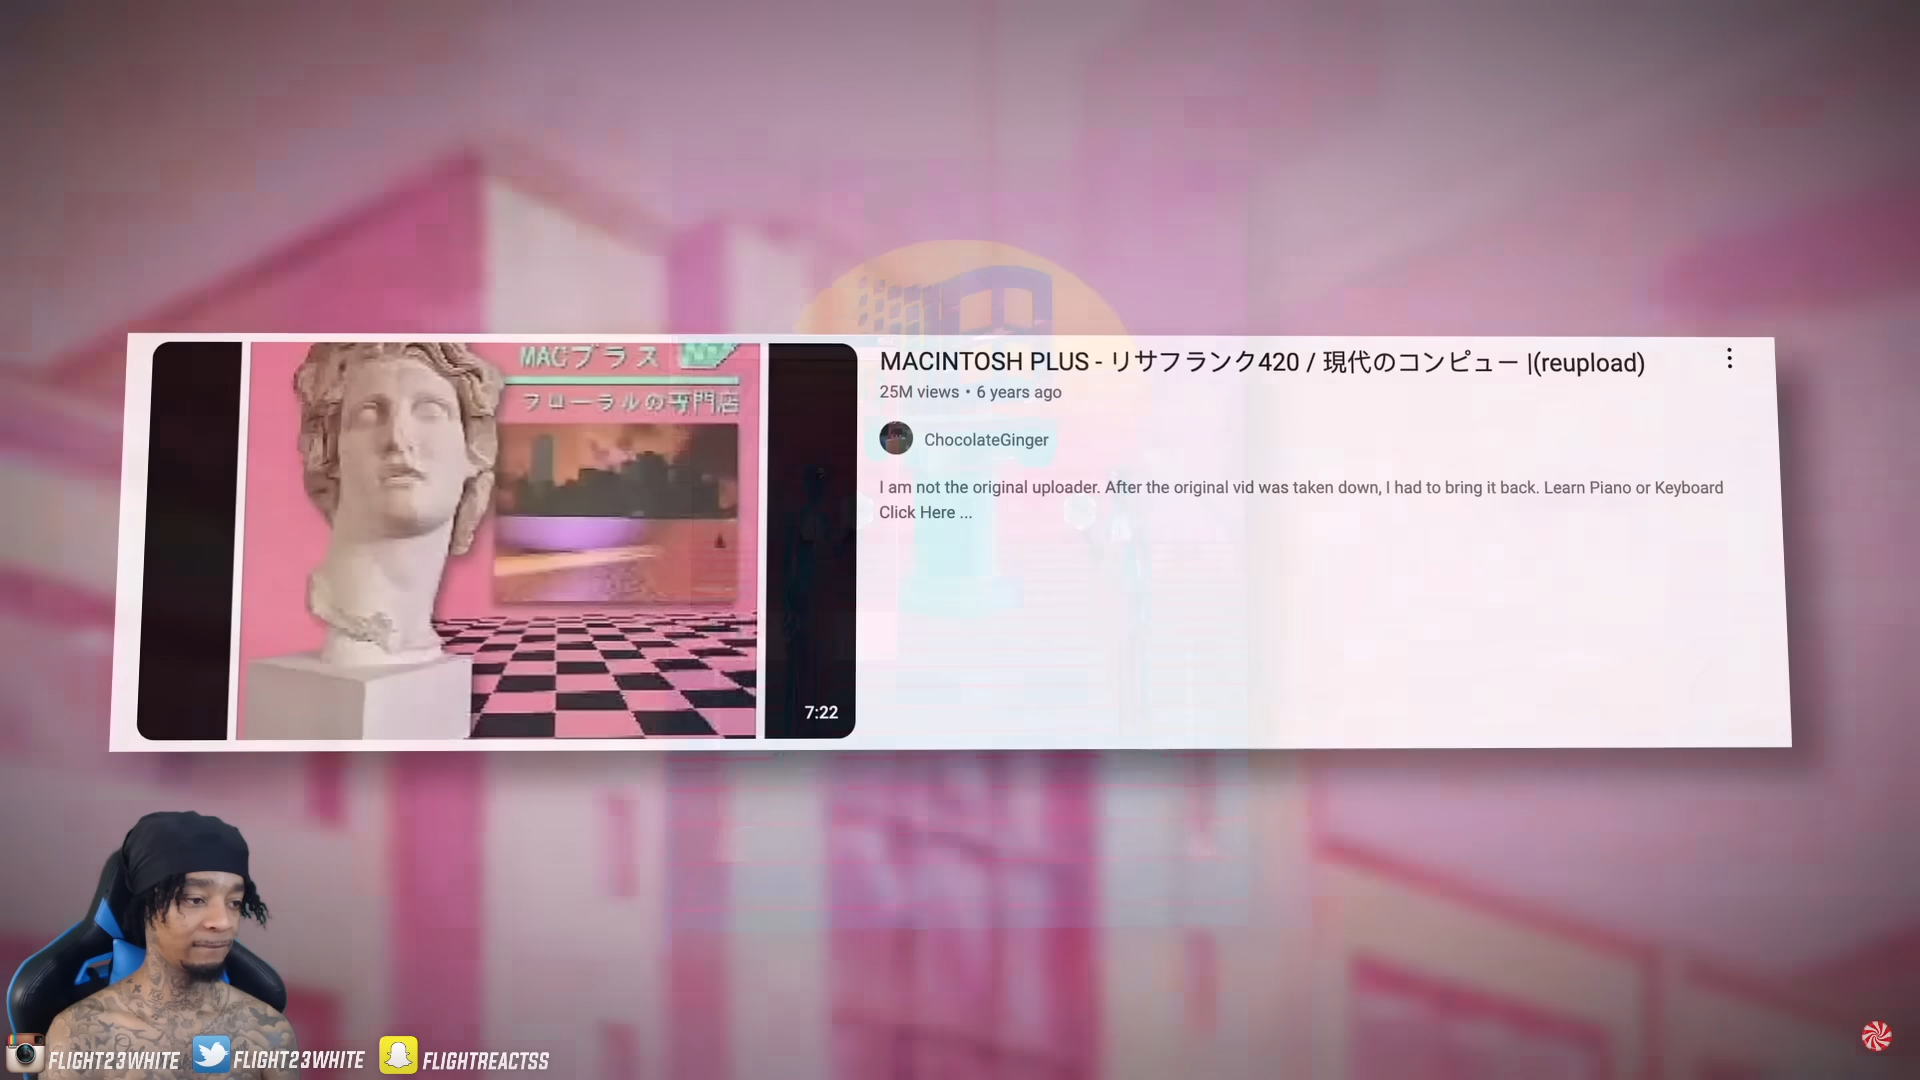 MACプラス
フローラルの専門店
7:22
MACINTOSH PLUS - リサフランク420 / 現代のコンピュー |(reupload)
25M views • 6 years ago
ChocolateGinger
I am not the original uploader. After the original vid was taken down, I had to bring it back. Learn Piano or Keyboard
Click Here ...
FLIGHT23WHITE FLIGHT23WHITE FLIGHTREACTSS